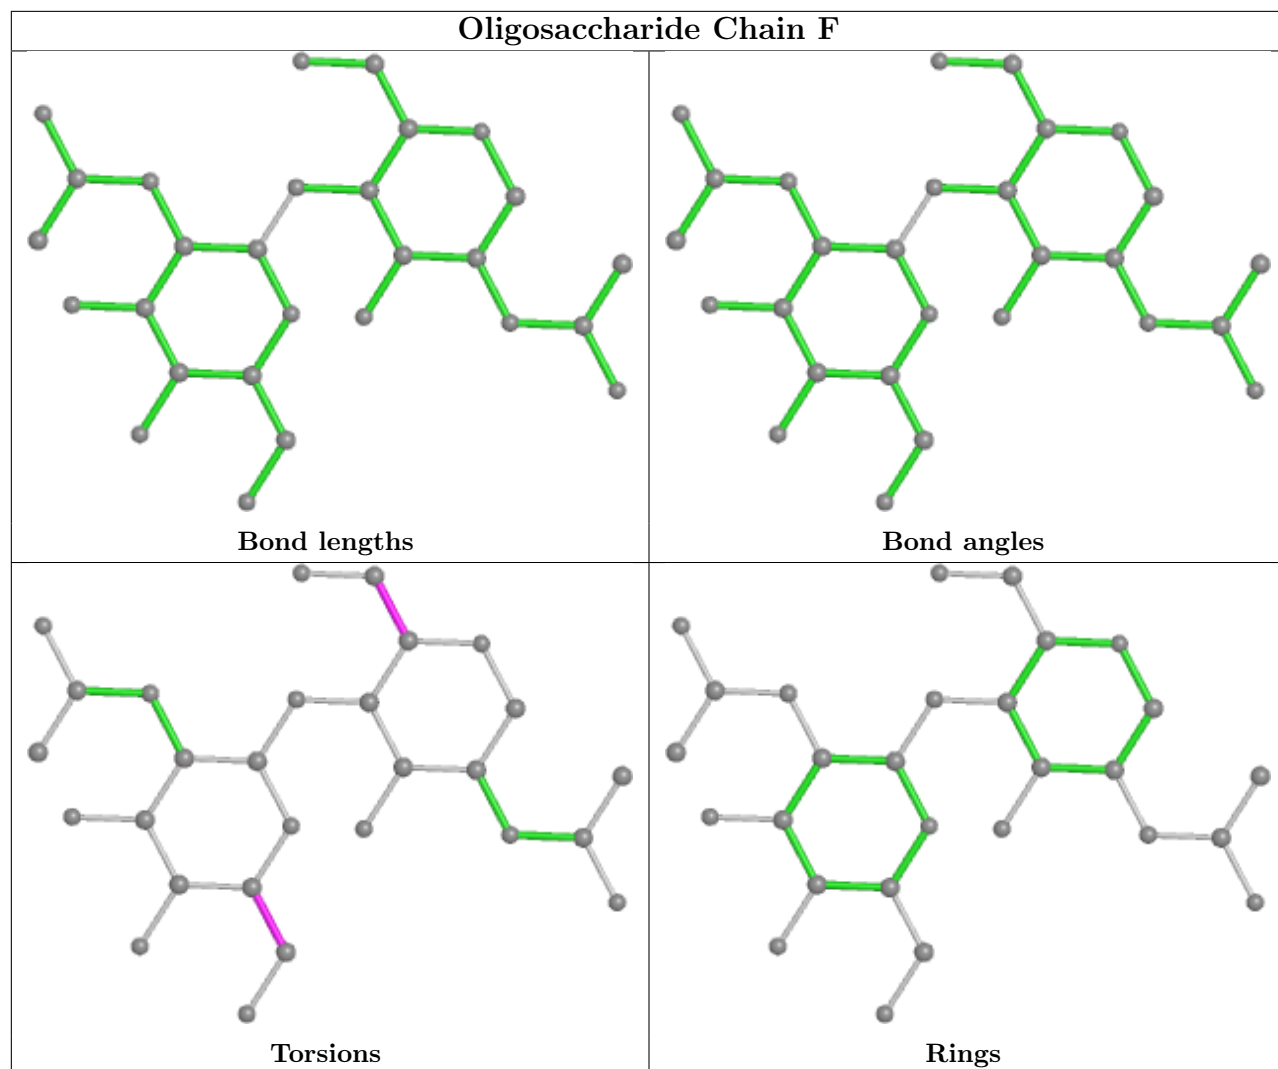 Oligosaccharide Chain F
Bond lengths
Bond angles
Torsions
Rings